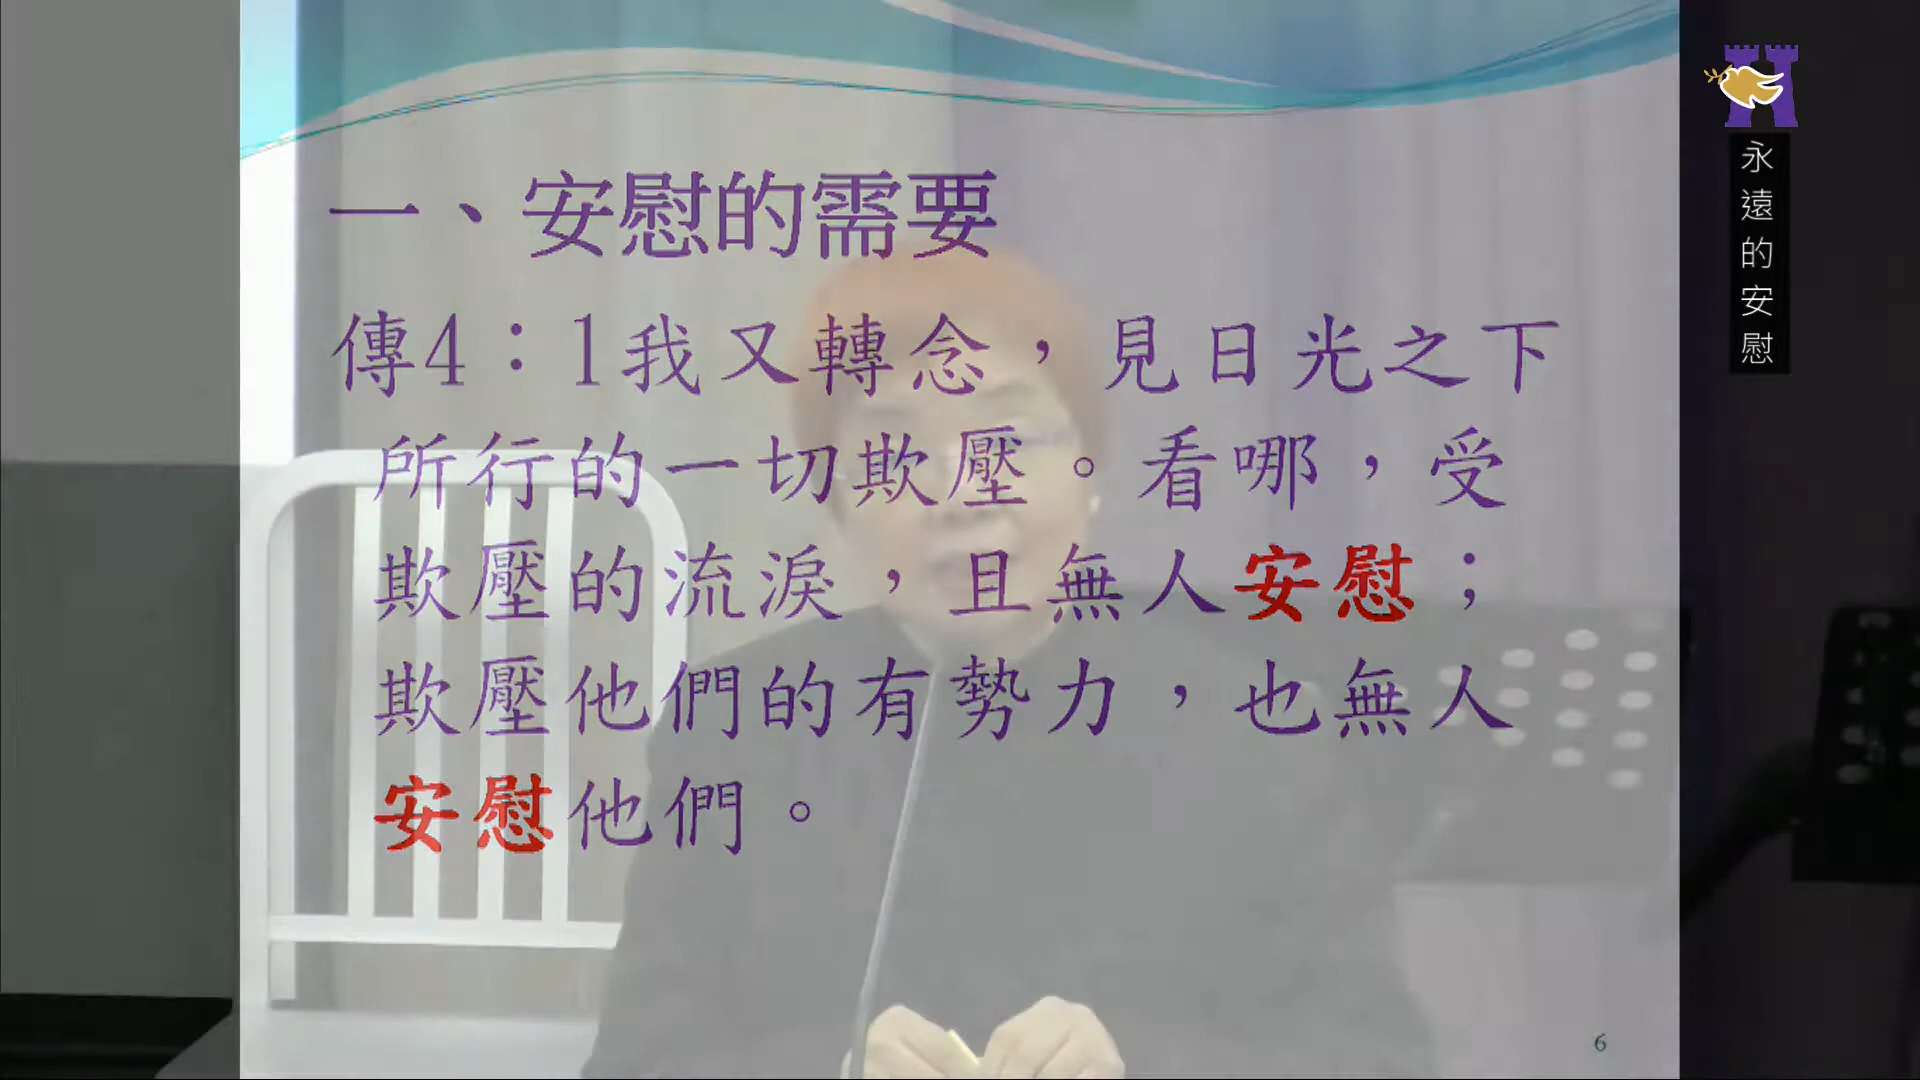 一、安慰的需要
傳4：1我又轉念，見日光之下
所行的一切欺壓。看哪，受
欺壓的流淚，且無人安慰；
欺壓他們的有勢力，也無人
安慰他們。
6
永遠的安慰